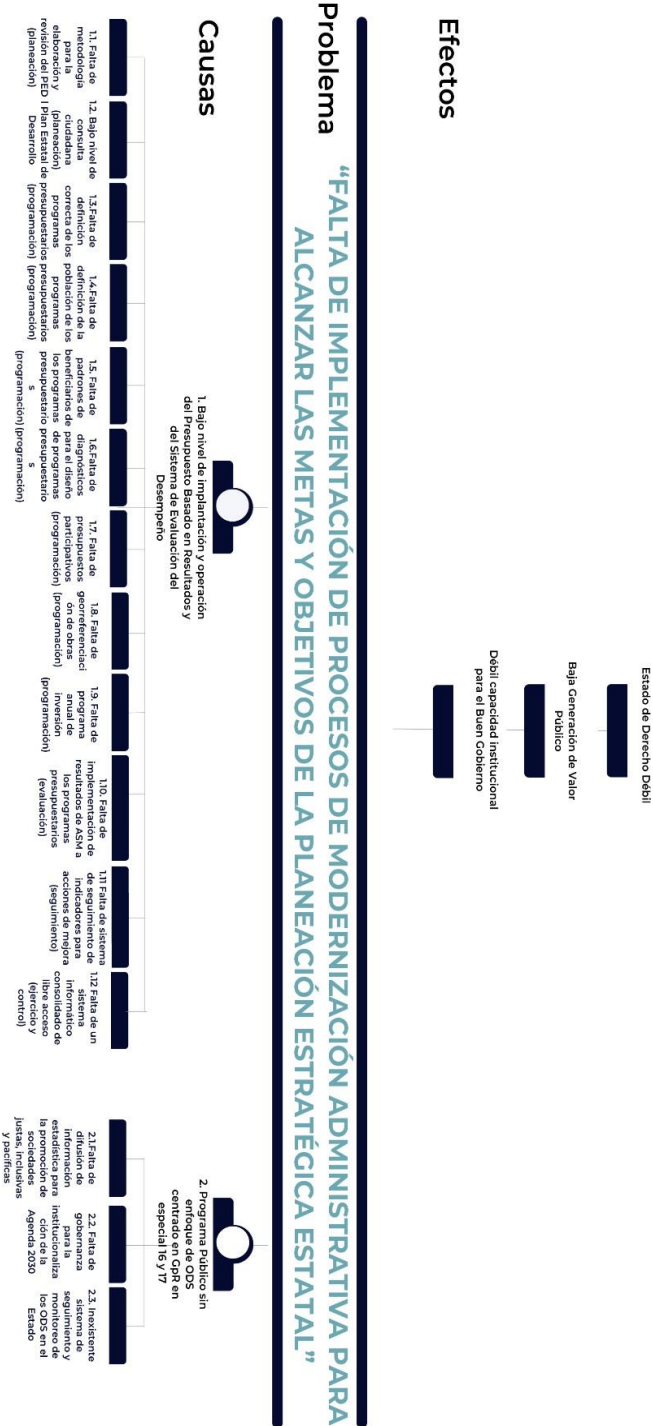 Efectos
Estado de Derecho Débil
Baja Generación de Valor
Público
Débil capacidad institucional
para el Buen Gobierno
Problema
“FALTA DE IMPLEMENTACIÓN DE PROCESOS DE MODERNIZACIÓN ADMINISTRATIVA PARA
ALCANZAR LAS METAS Y OBJETIVOS DE LA PLANEACIÓN ESTRATÉGICA ESTATAL”
Causas
1. Bajo nivel de implantación y operación
del Presupuesto Basado en Resultados y
del Sistema de Evaluación del
Desempeño
2. Programa Público sin
enfoque de ODS
centrado en GpR en
especial 16 y 17
1.1. Falta de
metodología
para la
elaboración y
revisión del PED
(planeación)
1.2. Bajo nivel de
consulta
ciudadana
(planeación)
l Plan Estatal de
Desarrollo
1.3.Falta de
definición
correcta de los
programas
presupuestarios
(programación)
1.4.Falta de
definición de la
población de los
programas
presupuestarios
(programación)
1.5. Falta de
padrones de
beneficiarios de
los programas
presupuestario
s
(programación)
1.6.Falta de
diagnósticos
para el diseño
de programas
presupuestario
s
(programación)
1.7. Falta de
presupuestos
participativos
(programación)
1.8. Falta de
georreferenciaci
ón de obras
(programación)
1.9. Falta de
programa
anual de
inversión
(programación)
1.10. Falta de
implementación de
resultados de ASM a
los programas
presupuestarios
(evaluación)
1.11 Falta de sistema
de seguimiento de
indicadores para
acciones de mejora
(seguimiento)
1.12 Falta de un
sistema
informático
consolidado de
libre acceso
(ejercicio y
control)
2.1.Falta de
difusión de
información
estadística para
la promoción de
sociedades
justas, inclusivas
y pacíficas
2.2. Falta de
gobernanza
para la
institucionaliza
ción de la
Agenda 2030
2.3. Inexistente
sistema de
seguimiento y
monitoreo de
los ODS en el
Estado